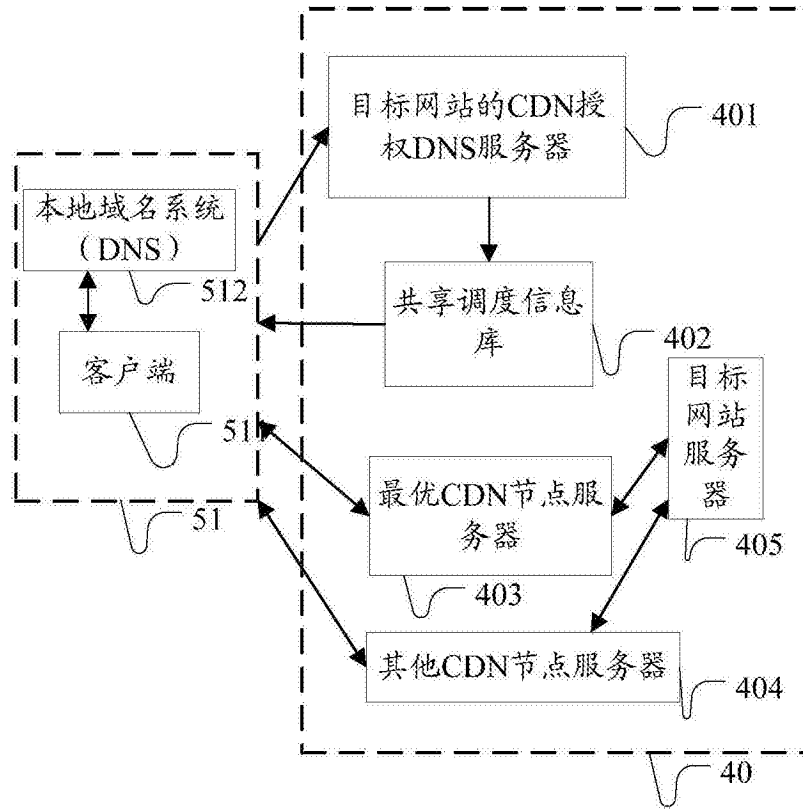 目标网站的CDN授
权DNS服务器
401
本地域名系统
（DNS）
512
共享调度信息
库
402
客户端
511
目标
网站
服务
器
405
51
最优CDN节点服
务器
403
其他CDN节点服务器
404
40